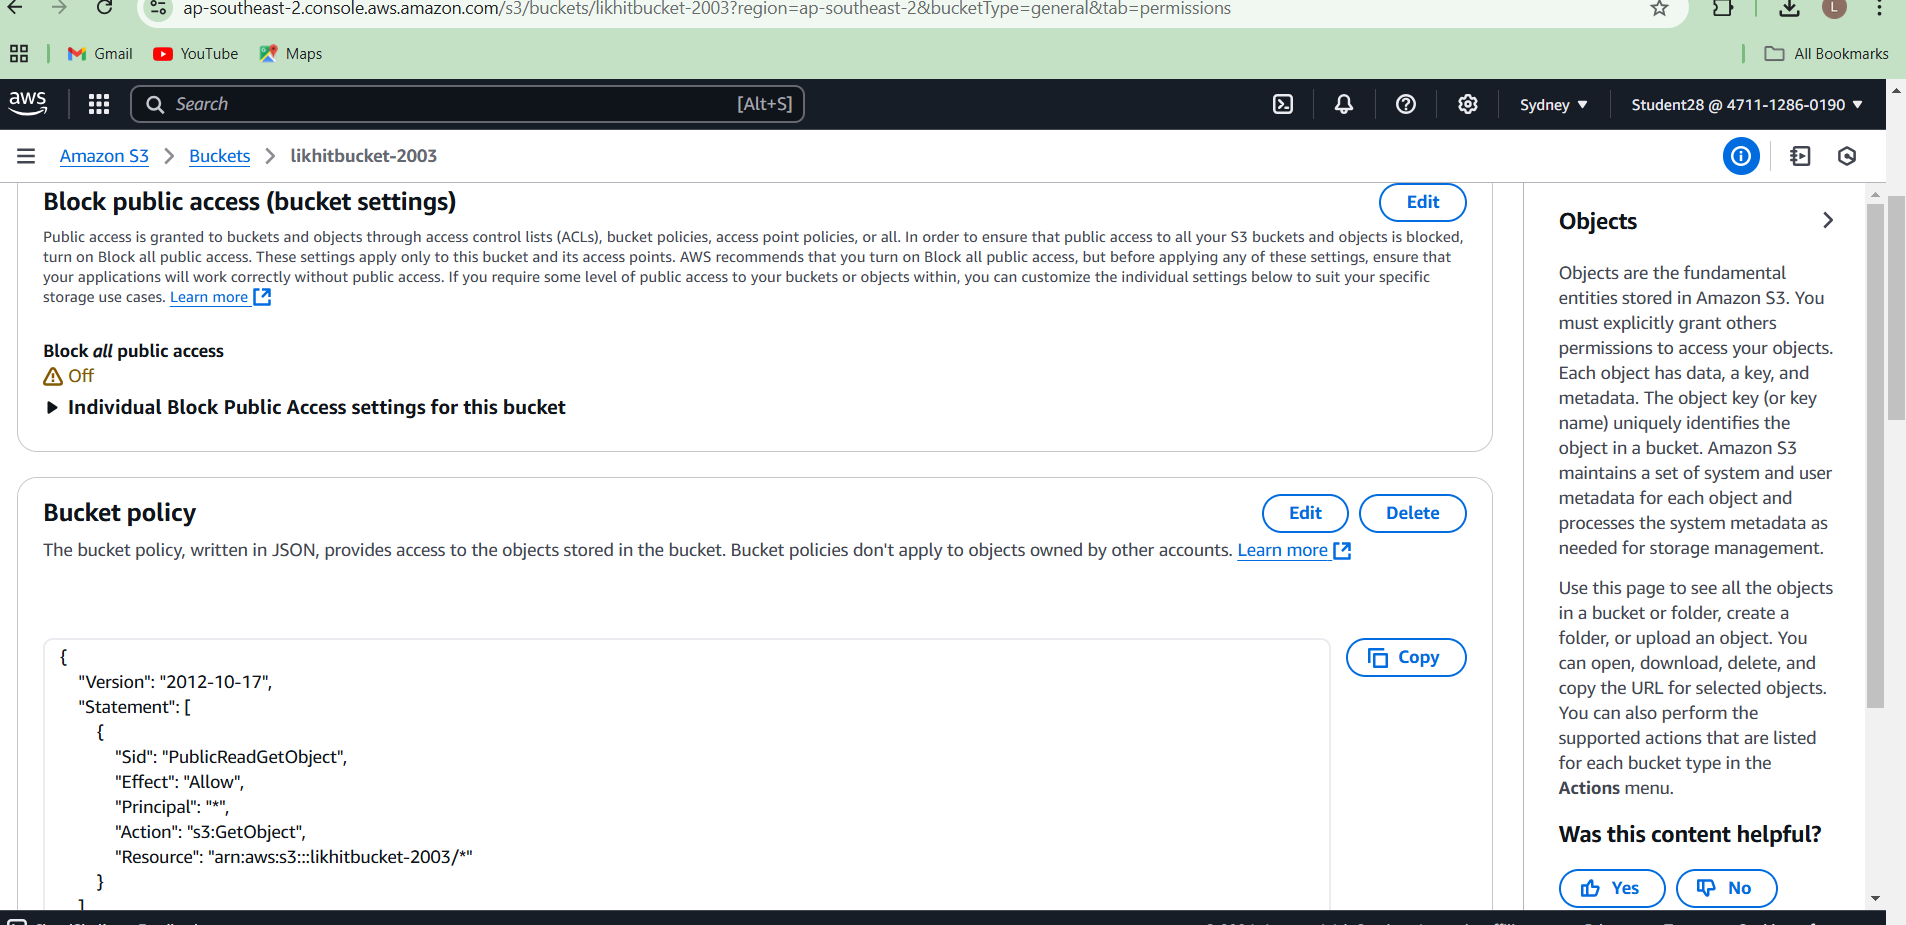 ap-southeast-2.console.aws.amazon.com/s3/buckets/likhitbucket-2003?region=ap-southeast-2&bucketType=general&tab=permissions
L
Gmail
YouTube
Maps
All Bookmarks
aws
Search
[Alt+S]
Sydney
Student28 @ 4711-1286-0190
Amazon S3
Buckets
likhitbucket-2003
Block public access (bucket settings)
Edit
Public access is granted to buckets and objects through access control lists (ACLs), bucket policies, access point policies, or all. In order to ensure that public access to all your S3 buckets and objects is blocked,
turn on Block all public access. These settings apply only to this bucket and its access points. AWS recommends that you turn on Block all public access, but before applying any of these settings, ensure that
your applications will work correctly without public access. If you require some level of public access to your buckets or objects within, you can customize the individual settings below to suit your specific
storage use cases. Learn more
Block all public access
Off
Individual Block Public Access settings for this bucket
Bucket policy
Edit
Delete
The bucket policy, written in JSON, provides access to the objects stored in the bucket. Bucket policies don't apply to objects owned by other accounts. Learn more
Copy
{
"Version": "2012-10-17",
"Statement": [
{
"Sid": "PublicReadGetObject",
"Effect": "Allow",
"Principal": "*",
"Action": "s3:GetObject",
"Resource": "arn:aws:s3:::likhitbucket-2003/*"
}
]
Objects
Objects are the fundamental
entities stored in Amazon S3. You
must explicitly grant others
permissions to access your objects.
Each object has data, a key, and
metadata. The object key (or key
name) uniquely identifies the
object in a bucket. Amazon S3
maintains a set of system and user
metadata for each object and
processes the system metadata as
needed for storage management.
Use this page to see all the objects
in a bucket or folder, create a
folder, or upload an object. You
can open, download, delete, and
copy the URL for selected objects.
You can also perform the
supported actions that are listed
for each bucket type in the
Actions menu.
Was this content helpful?
Yes
No